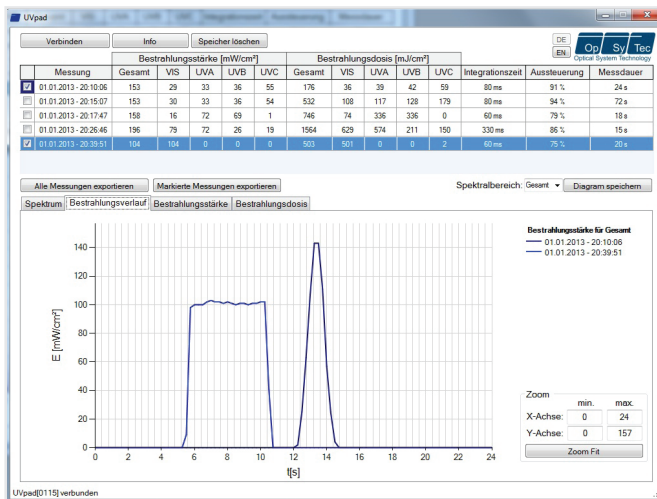 UVpad
Verbinden Info Speicher löschen DE
EN
Op Sy Tec
Optical System Technology
Bestrahlungsstärke [mW/cm²] Bestrahlungsdosis [mJ/cm²]
Messung Gesamt VIS UVA UVB UVC Gesamt VIS UVA UVB UVC Integrationszeit Aussteuerung Messdauer
01.01.2013 - 20:10:06 153 29 33 36 55 176 36 39 42 59 80 ms 91 % 24 s
01.01.2013 - 20:15:07 153 30 33 36 54 532 108 117 128 179 80 ms 94 % 72 s
01.01.2013 - 20:17:47 158 16 72 69 1 746 74 336 336 0 60 ms 79 % 18 s
01.01.2013 - 20:26:46 196 79 72 26 19 1564 629 574 211 150 330 ms 86 % 15 s
01.01.2013 - 20:39:51 104 104 0 0 0 503 501 0 0 2 60 ms 75 % 20 s
Alle Messungen exportieren Markierte Messungen exportieren Spektralbereich: Gesamt Diagram speichern
Spektrum Bestrahlungsverlauf Bestrahlungsstärke Bestrahlungsdosis
Bestrahlungsstärke für Gesamt
01.01.2013 - 20:10:06
01.01.2013 - 20:39:51
140
120
100
80
60
40
20
0
E [mW/cm²]
0 2 4 6 8 10 12 14 16 18 20 22 24
t[s]
Zoom
min. max.
X-Achse: 0 24
Y-Achse: 0 157
Zoom Fit
UVpad[0115] verbunden